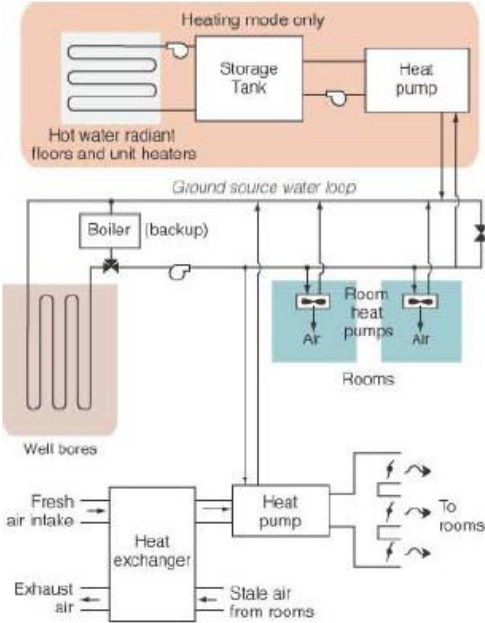 Heating mode only
Storage
Tank
Heat
pump
Hot water radiant
floors and unit heaters
Ground source water loop
Boiler
(backup)
Room
heat
pumps
Air
Air
Rooms
Well bores
Fresh
air intake
Heat
exchanger
Heat
pump
To
rooms
Exhaust
air
Stale air
from rooms